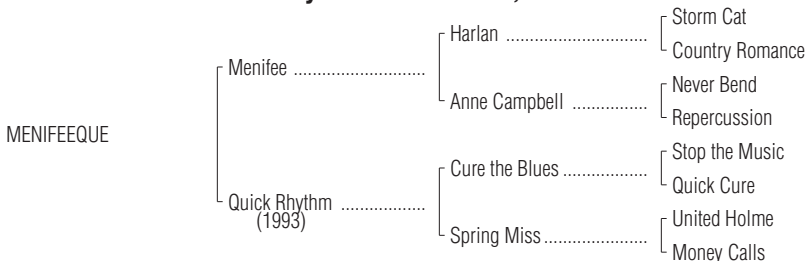 Storm Cat
Harlan ..............................
Country Romance
Menifee ............................
Never Bend
Anne Campbell ................
Repercussion
MENIFEEQUE
Stop the Music
Cure the Blues ..................
Quick Cure
Quick Rhythm ..................
(1993)
United Holme
Spring Miss......................
Money Calls